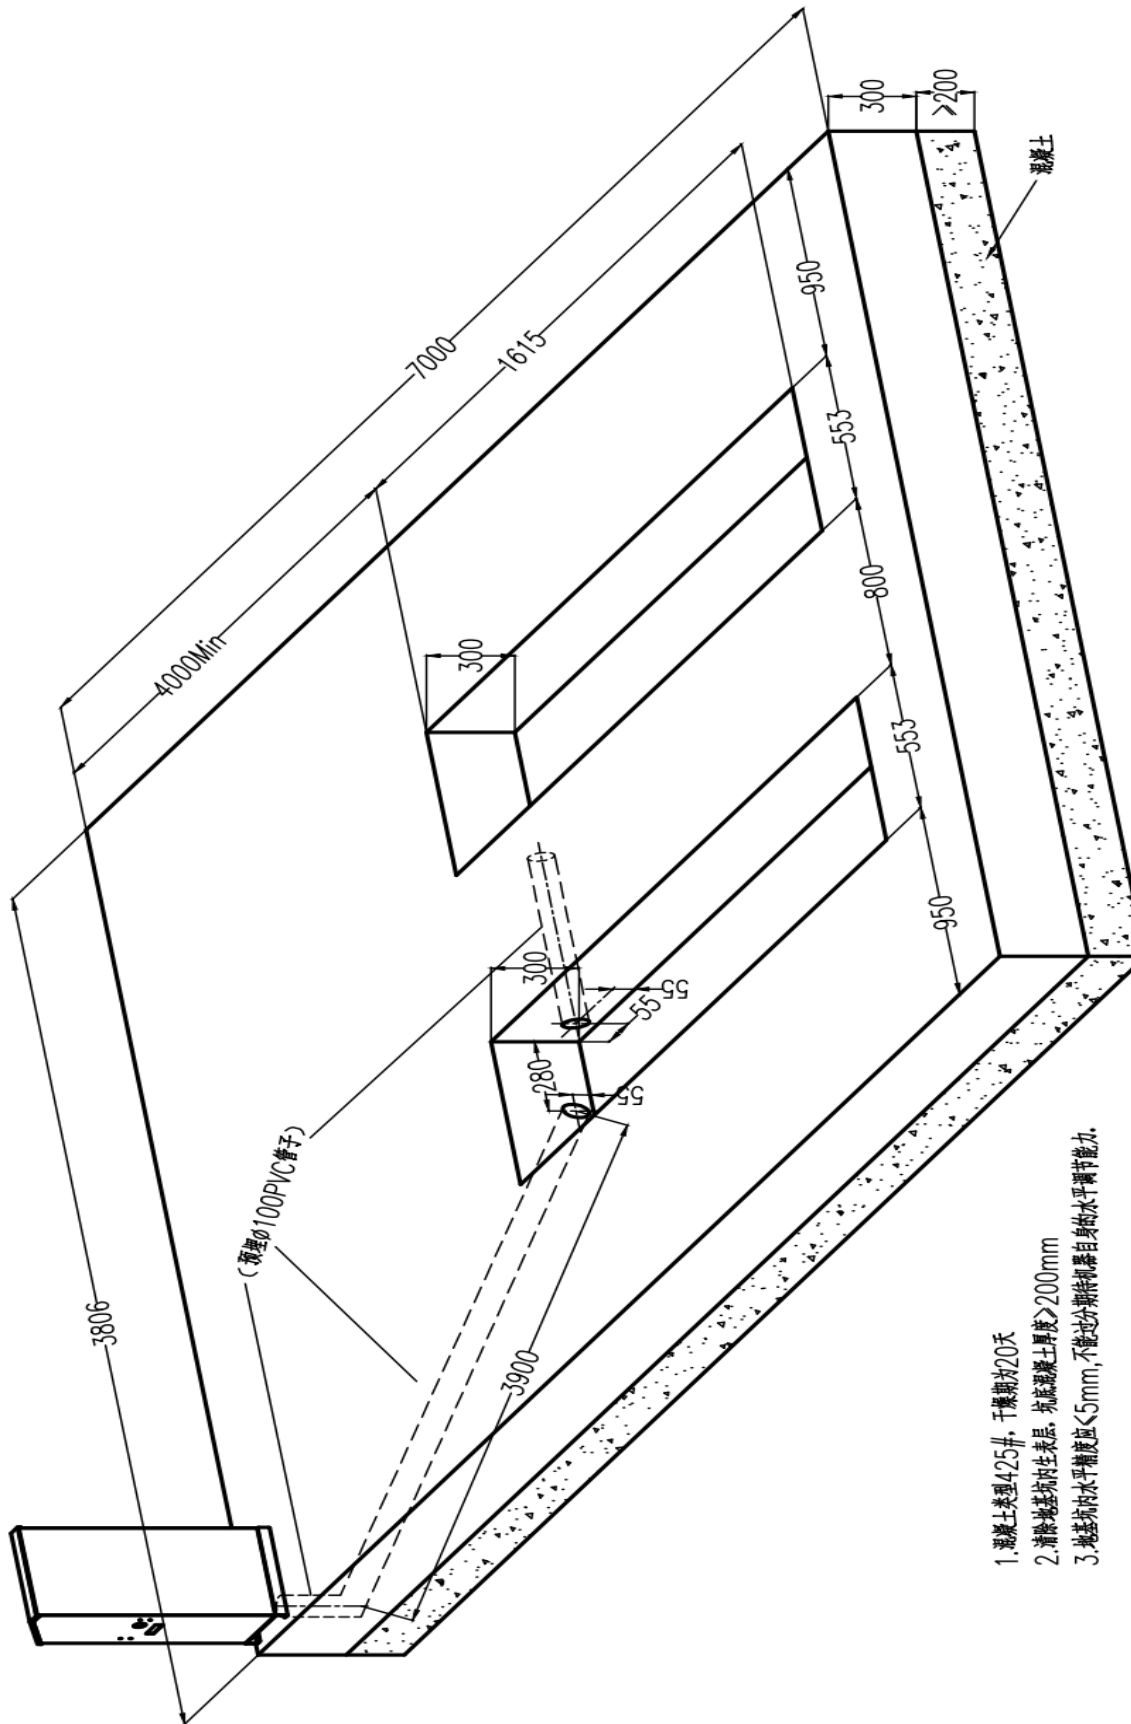 3806
7000
4000Min
1615
300
300
300
≥200
混凝土
950
553
800
553
950
280
55
55
55
3900
(预埋ø100PVC管子)
1.混凝土类型425#，干燥期为20天
2.清除地基坑内生表层，坑底混凝土厚度≥200mm
3.地基坑内水平精度应≤5mm,不能过分期待机器自身的水平调节能力。